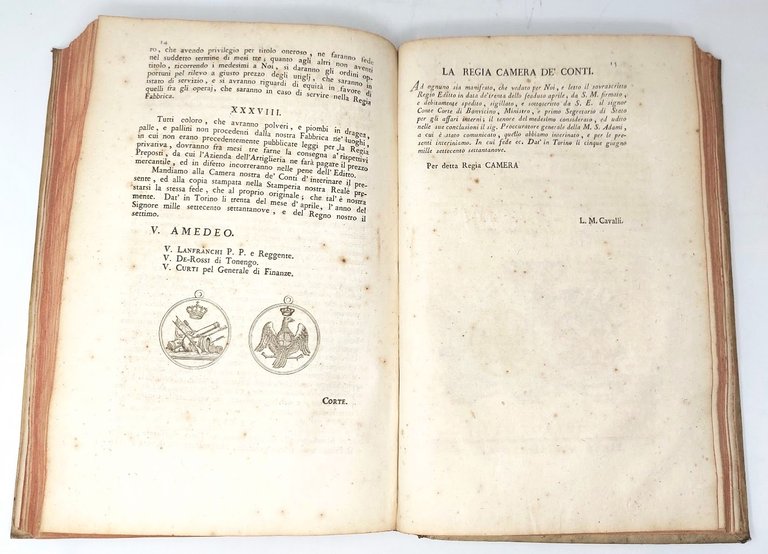 14
ro, che avendo privilegio per titolo oneroso, ne faranno fede
nel suddetto termine di mesi tre; quanto agli altri non aventi
titolo, ricorrendo i medesimi a Noi, si daranno gli ordini op-
portuni pel rilevo a giusto prezzo degli utiglj, che saranno in
istato di servizio, e si avranno riguardi di equità in favore di
quella fra gli operaj, che saranno in caso di servire nella Regia
Fabbrica.
XXXVIII.
Tutti coloro, che avranno polveri, e piombi in dragea,
palle, e pallini non procedenti dalla nostra Fabbrica ne' luoghi,
in cui non erano precedentemente pubblicate leggi per la Regia
privativa, dovranno fra mesi tre farne la consegna a' rispettivi
Preposti, da cui l'Azienda dell'Artiglieria ne farà pagare il prezzo
mercantile, ed in difetto incorreranno nelle pene dell'Editto.
Mandiamo alla Camera nostra de' Conti d'interinare il pre-
sente, ed alla copia stampata nella Stamperia nostra Reale pre-
starsi la stessa fede, che al proprio originale; che tal'è nostra
mente. Dat' in Torino li trenta del mese d'aprile, l'anno del
Signore mille settecento settantanove, e del Regno nostro il
settimo.
V. AMEDEO.
V. LANFRANCHI P. P. e Reggente.
V. DE-ROSSI di Tonengo.
V. CURTI pel Generale di Finanze.
CORTE.
15
LA REGIA CAMERA DE' CONTI.
Ad ognuno sia manifesto, che veduto per Noi, e letto il sovrascritto
Regio Editto in data de' trenta dello scaduto aprile, da S. M. firmato,
e debitamente spedito, sigillato, e contrascritto da S. E. il signor
Conte Corte di Bonvicino, Ministro, e primo Segretario di Stato
per gli affari interni; il tenore del medesimo considerato, ed udito
nelle sue conclusioni il sig. Procuratore generale della M. S. Adami,
a cui è stato comunicato, quello abbiamo interinato, e per le pre-
senti interiniamo. In cui fede ec. Dat' in Torino li cinque giugno
mille settecento settantanove.
Per detta Regia CAMERA
L. M. Cavalli.